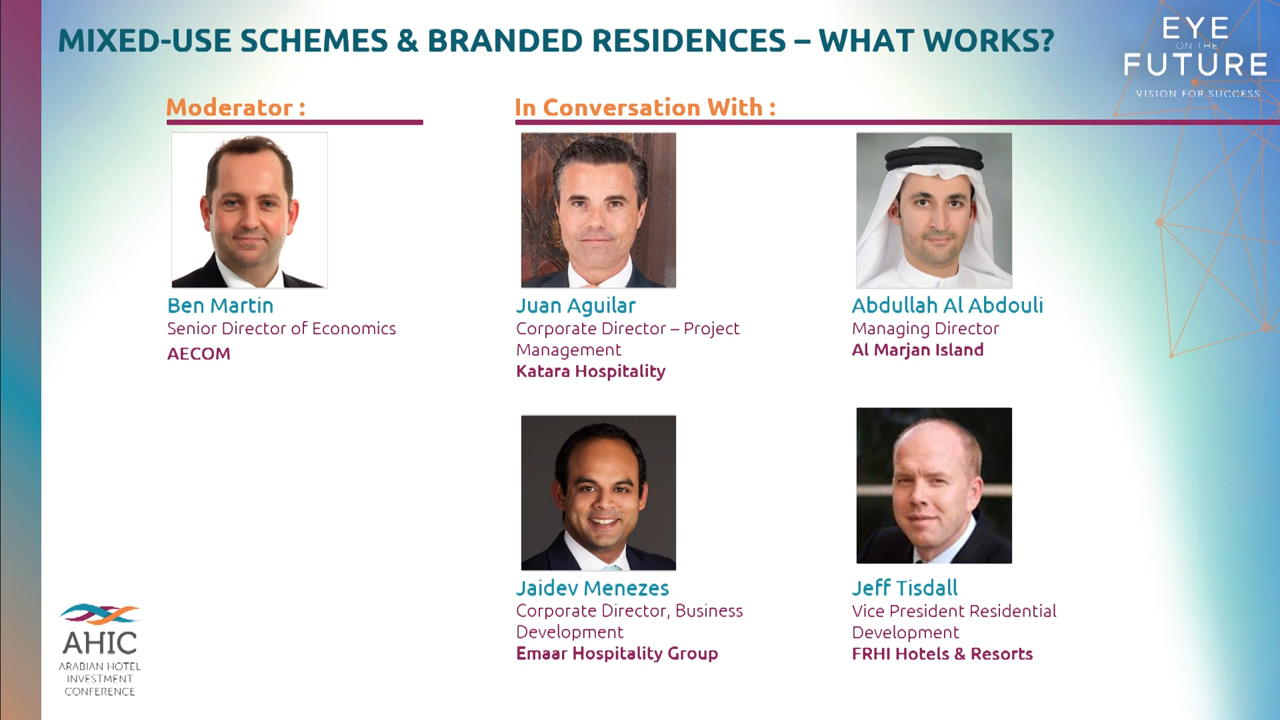 MIXED-USE SCHEMES & BRANDED RESIDENCES – WHAT WORKS?
EYE
ON THE
FUTURE
VISION FOR SUCCESS
Moderator :
In Conversation With :
Ben Martin
Senior Director of Economics
AECOM
Juan Aguilar
Corporate Director – Project
Management
Katara Hospitality
Abdullah Al Abdouli
Managing Director
Al Marjan Island
Jaidev Menezes
Corporate Director, Business
Development
Emaar Hospitality Group
Jeff Tisdall
Vice President Residential
Development
FRHI Hotels & Resorts
AHIC
ARABIAN HOTEL
INVESTMENT
CONFERENCE